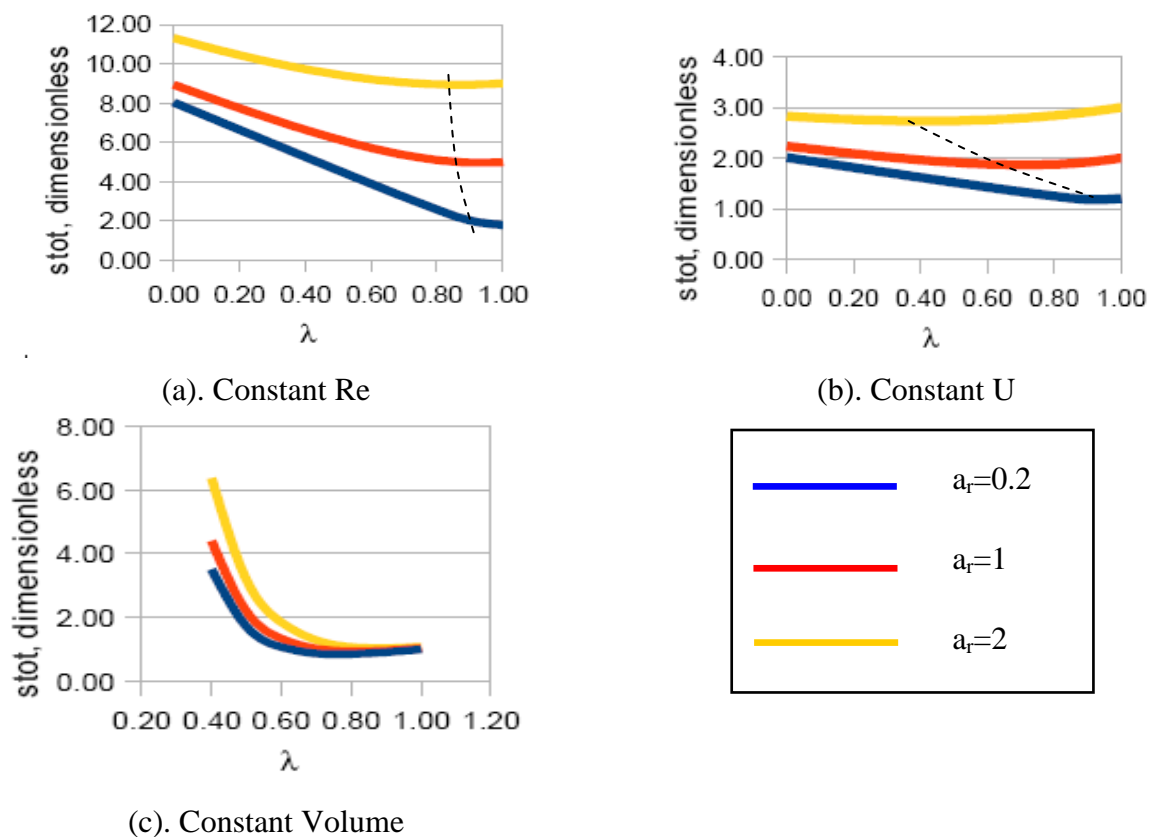 stot, dimensionless
12.00
10.00
8.00
6.00
4.00
2.00
0.00
0.00 0.20 0.40 0.60 0.80 1.00
λ
(a). Constant Re
stot, dimensionless
4.00
3.00
2.00
1.00
0.00
0.00 0.20 0.40 0.60 0.80 1.00
λ
(b). Constant U
stot, dimensionless
8.00
6.00
4.00
2.00
0.00
0.20 0.40 0.60 0.80 1.00 1.20
λ
(c). Constant Volume
aᵣ=0.2
aᵣ=1
aᵣ=2